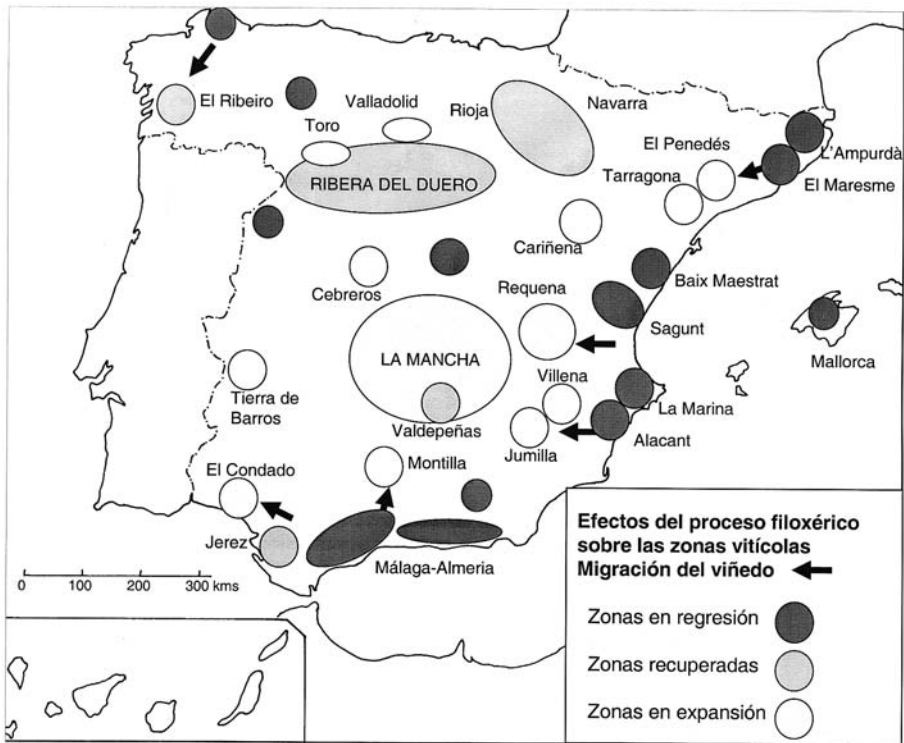 El Ribeiro
Valladolid
Toro
Rioja
Navarra
RIBERA DEL DUERO
El Penedés
Tarragona
L'Ampurdà
El Maresme
Cariñena
Cebreros
Requena
Baix Maestrat
Sagunt
Mallorca
LA MANCHA
Villena
Tierra de
Barros
Valdepeñas
La Marina
Alacant
Jumilla
El Condado
Montilla
Jerez
Málaga-Almeria
0 100 200 300 kms
Efectos del proceso filoxérico
sobre las zonas vitícolas
Migración del viñedo
Zonas en regresión
Zonas recuperadas
Zonas en expansión